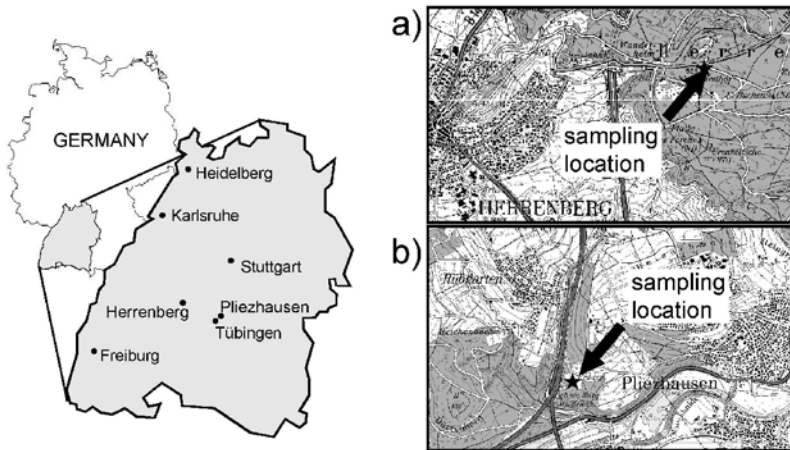 GERMANY
Heidelberg
Karlsruhe
Stuttgart
Herrenberg
Pliezhausen
Tübingen
Freiburg
a)
h e r r e
sampling
location
HERRENBERG
b)
sampling
location
Pliezhausen